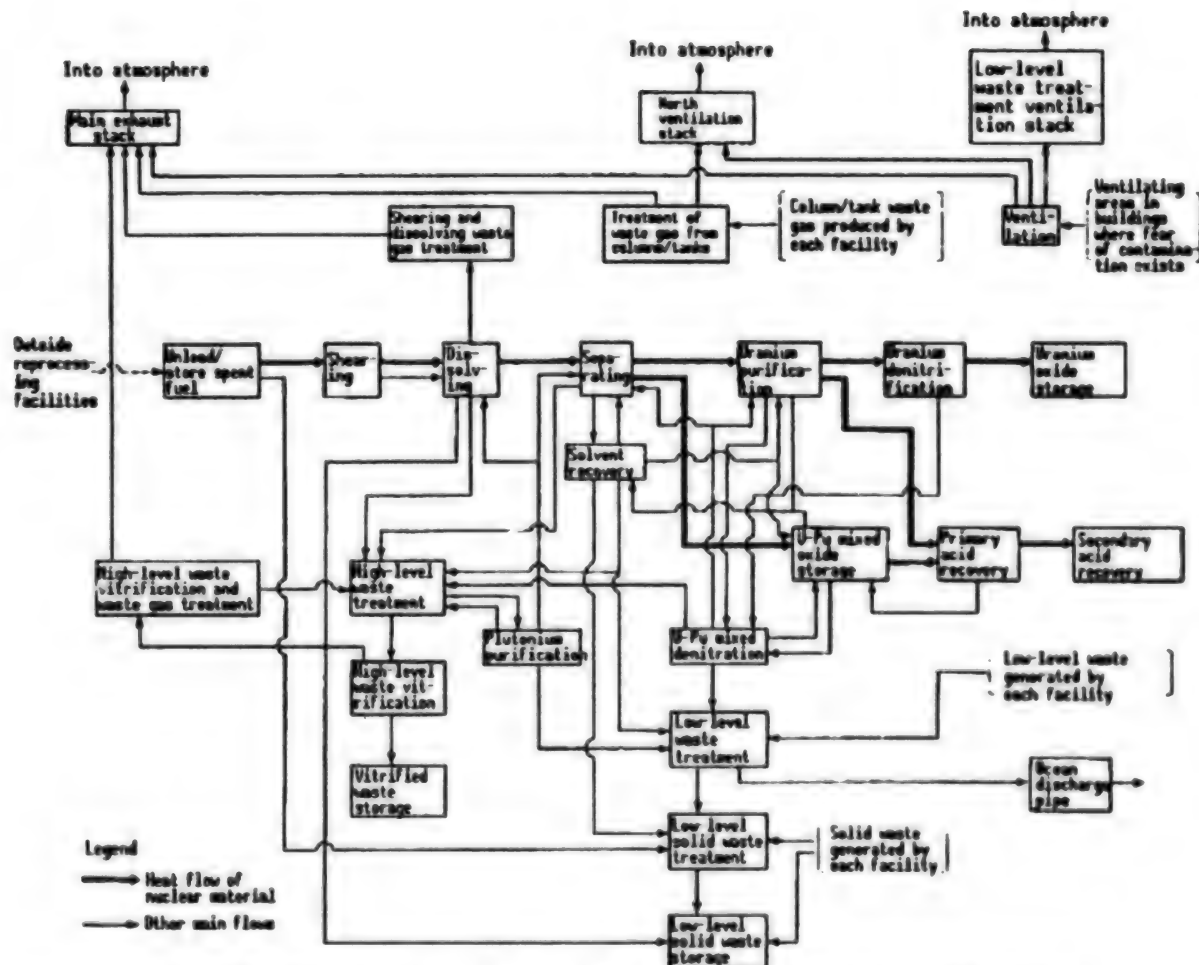 Into atmosphere
Low-level
waste treat-
ment ventila-
tion stack
Into atmosphere
North
ventilation
stack
Into atmosphere
Main exhaust
stack
Shearing and
dissolving waste
gas treatment
Treatment of
waste gas from
column/tanks
Column/tank waste
gas produced by
each facility
Venti-
lation
Ventilating
areas in
buildings
where fear
of contamina
tion exists
Outside
reprocess-
ing
facilities
Unload/
store spent
fuel
Shear-
ing
Dis-
solving
Sepa-
rating
Uranium
purifica-
tion
Uranium
denitri-
fication
Uranium
oxide
storage
Solvent
recovery
High-level waste
vitrification and
waste gas treatment
High-level
waste
treatment
U-Pu mixed
oxide
storage
Primary
acid
recovery
Secondary
acid
recovery
Plutonium
purification
U-Pu mixed
denitration
High-level
waste vit-
rification
Low-level waste
generated by
each facility
Low-level
waste
treatment
Vitrified
waste
storage
Ocean
discharge
pipe
Low-level
solid waste
treatment
Solid waste
generated by
each facility
Low-level
solid waste
storage
Legend
Heat flow of
nuclear material
Other main flows